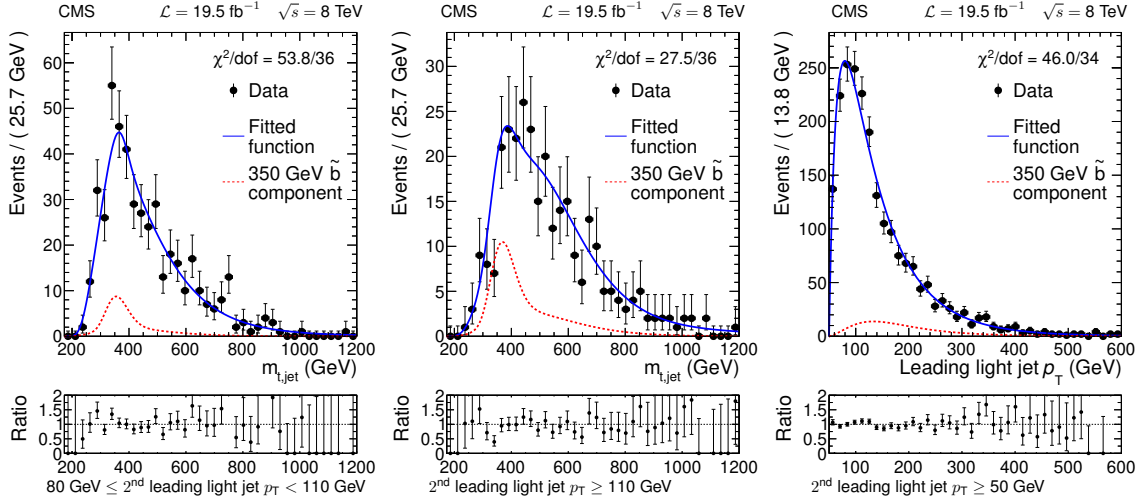 CMS ℒ = 19.5 fb⁻¹ √s = 8 TeV
Events / ( 25.7 GeV )
χ²/dof = 53.8/36
Data
Fitted
function
350 GeV b̃
component
60
50
40
30
20
10
0
200 400 600 800 1000 1200
m_t,jet (GeV)
Ratio
2
1.5
1
0.5
0
200 400 600 800 1000 1200
80 GeV ≤ 2nd leading light jet p_T < 110 GeV
CMS ℒ = 19.5 fb⁻¹ √s = 8 TeV
Events / ( 25.7 GeV )
χ²/dof = 27.5/36
Data
Fitted
function
350 GeV b̃
component
30
25
20
15
10
5
0
200 400 600 800 1000 1200
m_t,jet (GeV)
Ratio
2
1.5
1
0.5
0
200 400 600 800 1000 1200
2nd leading light jet p_T ≥ 110 GeV
CMS ℒ = 19.5 fb⁻¹ √s = 8 TeV
Events / ( 13.8 GeV )
χ²/dof = 46.0/34
Data
Fitted
function
350 GeV b̃
component
250
200
150
100
50
0
100 200 300 400 500 600
Leading light jet p_T (GeV)
Ratio
2
1.5
1
0.5
0
100 200 300 400 500 600
2nd leading light jet p_T ≥ 50 GeV